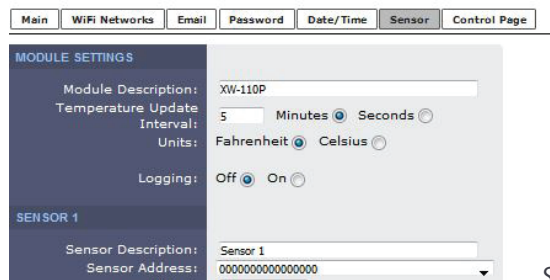 Main WiFi Networks Email Password Date/Time Sensor Control Page
MODULE SETTINGS
Module Description: XW-110P
Temperature Update
Interval: 5 Minutes Seconds
Units: Fahrenheit Celsius
Logging: Off On
SENSOR 1
Sensor Description: Sensor 1
Sensor Address: 0000000000000000